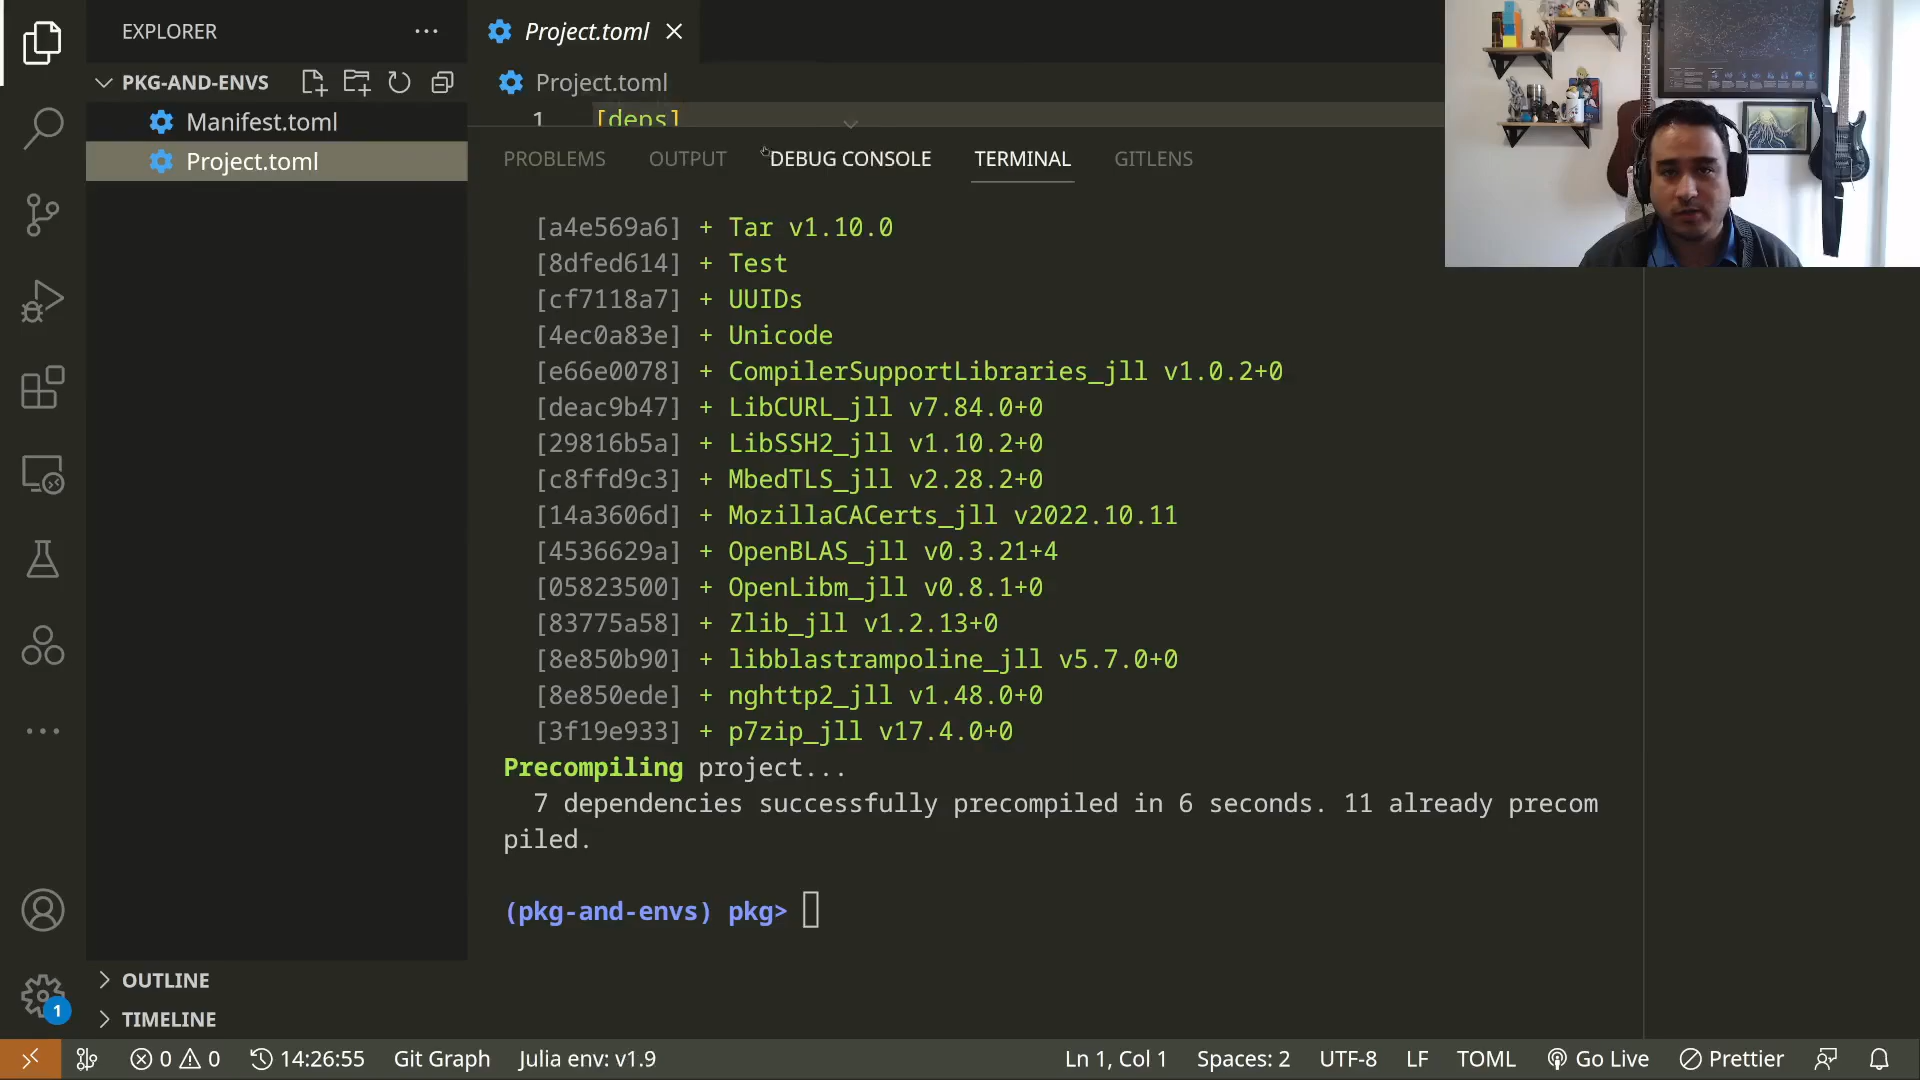 EXPLORER
Project.toml
PKG-AND-ENVS
Manifest.toml
Project.toml
OUTLINE
TIMELINE
Project.toml
1 [deps]
PROBLEMS OUTPUT DEBUG CONSOLE TERMINAL GITLENS
[a4e569a6] + Tar v1.10.0
[8dfed614] + Test
[cf7118a7] + UUIDs
[4ec0a83e] + Unicode
[e66e0078] + CompilerSupportLibraries_jll v1.0.2+0
[deac9b47] + LibCURL_jll v7.84.0+0
[29816b5a] + LibSSH2_jll v1.10.2+0
[c8ffd9c3] + MbedTLS_jll v2.28.2+0
[14a3606d] + MozillaCACerts_jll v2022.10.11
[4536629a] + OpenBLAS_jll v0.3.21+4
[05823500] + OpenLibm_jll v0.8.1+0
[83775a58] + Zlib_jll v1.2.13+0
[8e850b90] + libblastrampoline_jll v5.7.0+0
[8e850ede] + nghttp2_jll v1.48.0+0
[3f19e933] + p7zip_jll v17.4.0+0
Precompiling project...
7 dependencies successfully precompiled in 6 seconds. 11 already precom
piled.
(pkg-and-envs) pkg>
1
0 0 14:26:55 Git Graph Julia env: v1.9 Ln 1, Col 1 Spaces: 2 UTF-8 LF TOML Go Live Prettier